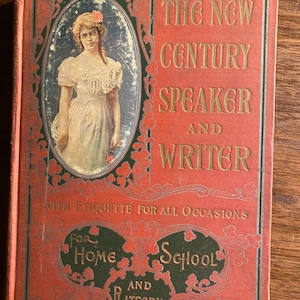 THE NEW
CENTURY
SPEAKER
AND
WRITER
WITH ETIQUETTE FOR ALL OCCASIONS
FOR
HOME SCHOOL
AND
PLATFORM